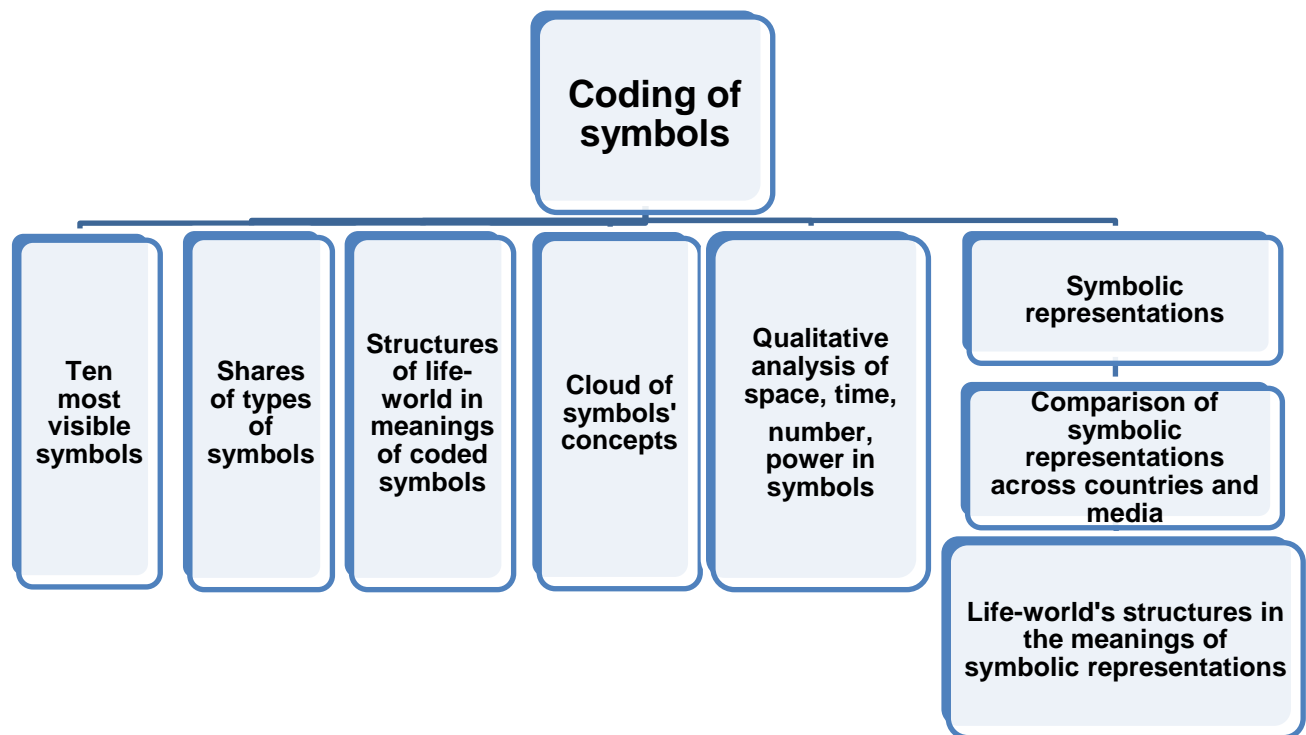 Coding of
symbols
Ten
most
visible
symbols
Shares
of types
of
symbols
Structures
of life-
world in
meanings
of coded
symbols
Cloud of
symbols'
concepts
Qualitative
analysis of
space, time,
number,
power in
symbols
Symbolic
representations
Comparison of
symbolic
representations
across countries and
media
Life-world's structures in
the meanings of
symbolic representations